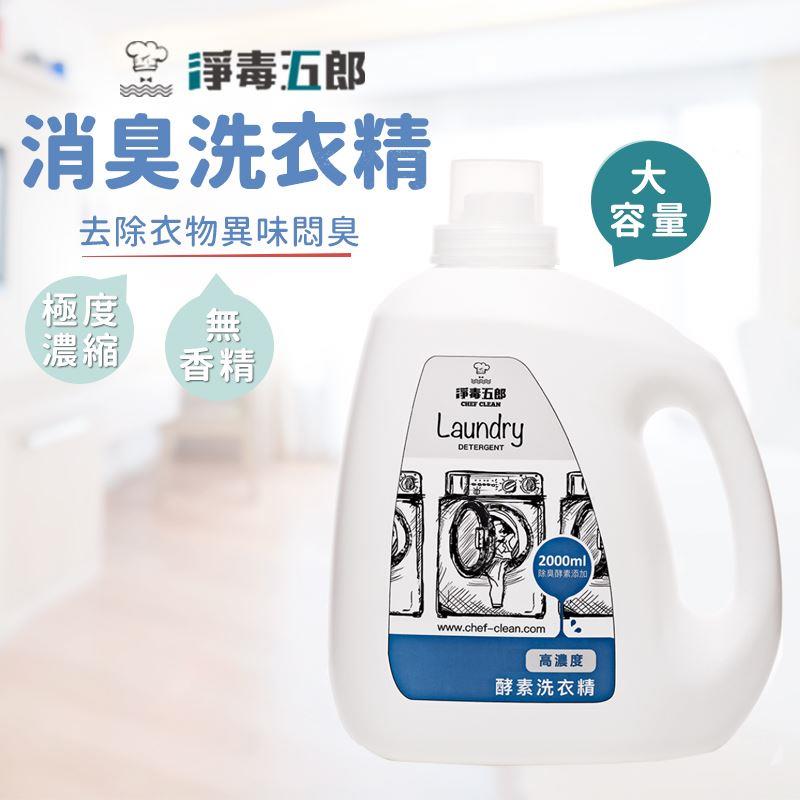 淨毒五郎
消臭洗衣精
去除衣物異味悶臭
極度
濃縮
無
香精
大
容量
淨毒五郎
CHEF CLEAN
Laundry
DETERGENT
2000ml
除臭酵素添加
www.chef-clean.com
高濃度
酵素洗衣精